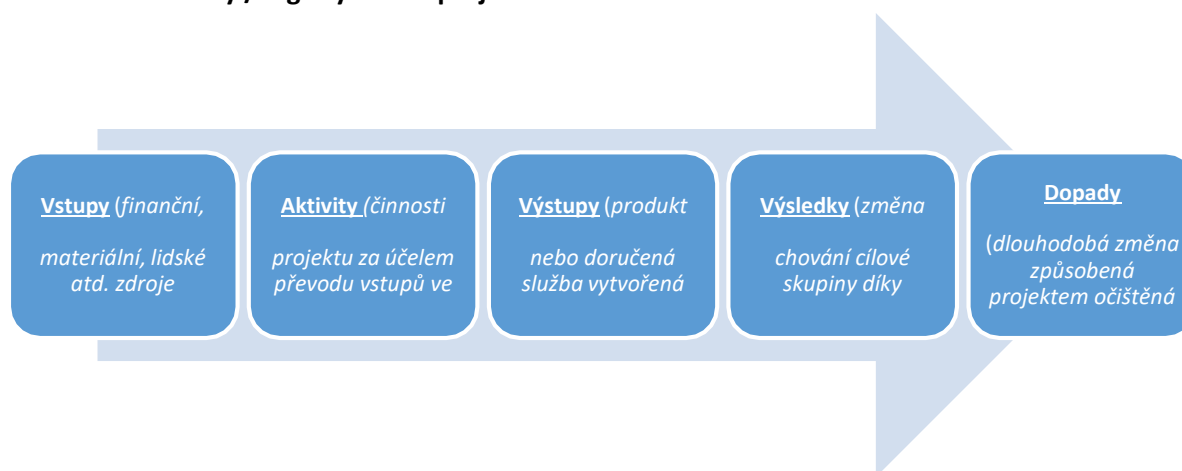 Vstupy (finanční,
materiální, lidské
atd. zdroje
Aktivity (činnosti
projektu za účelem
převodu vstupů ve
Výstupy (produkt
nebo doručená
služba vytvořená
Výsledky (změna
chování cílové
skupiny díky
Dopady
(dlouhodobá změna
způsobená
projektem očištěná